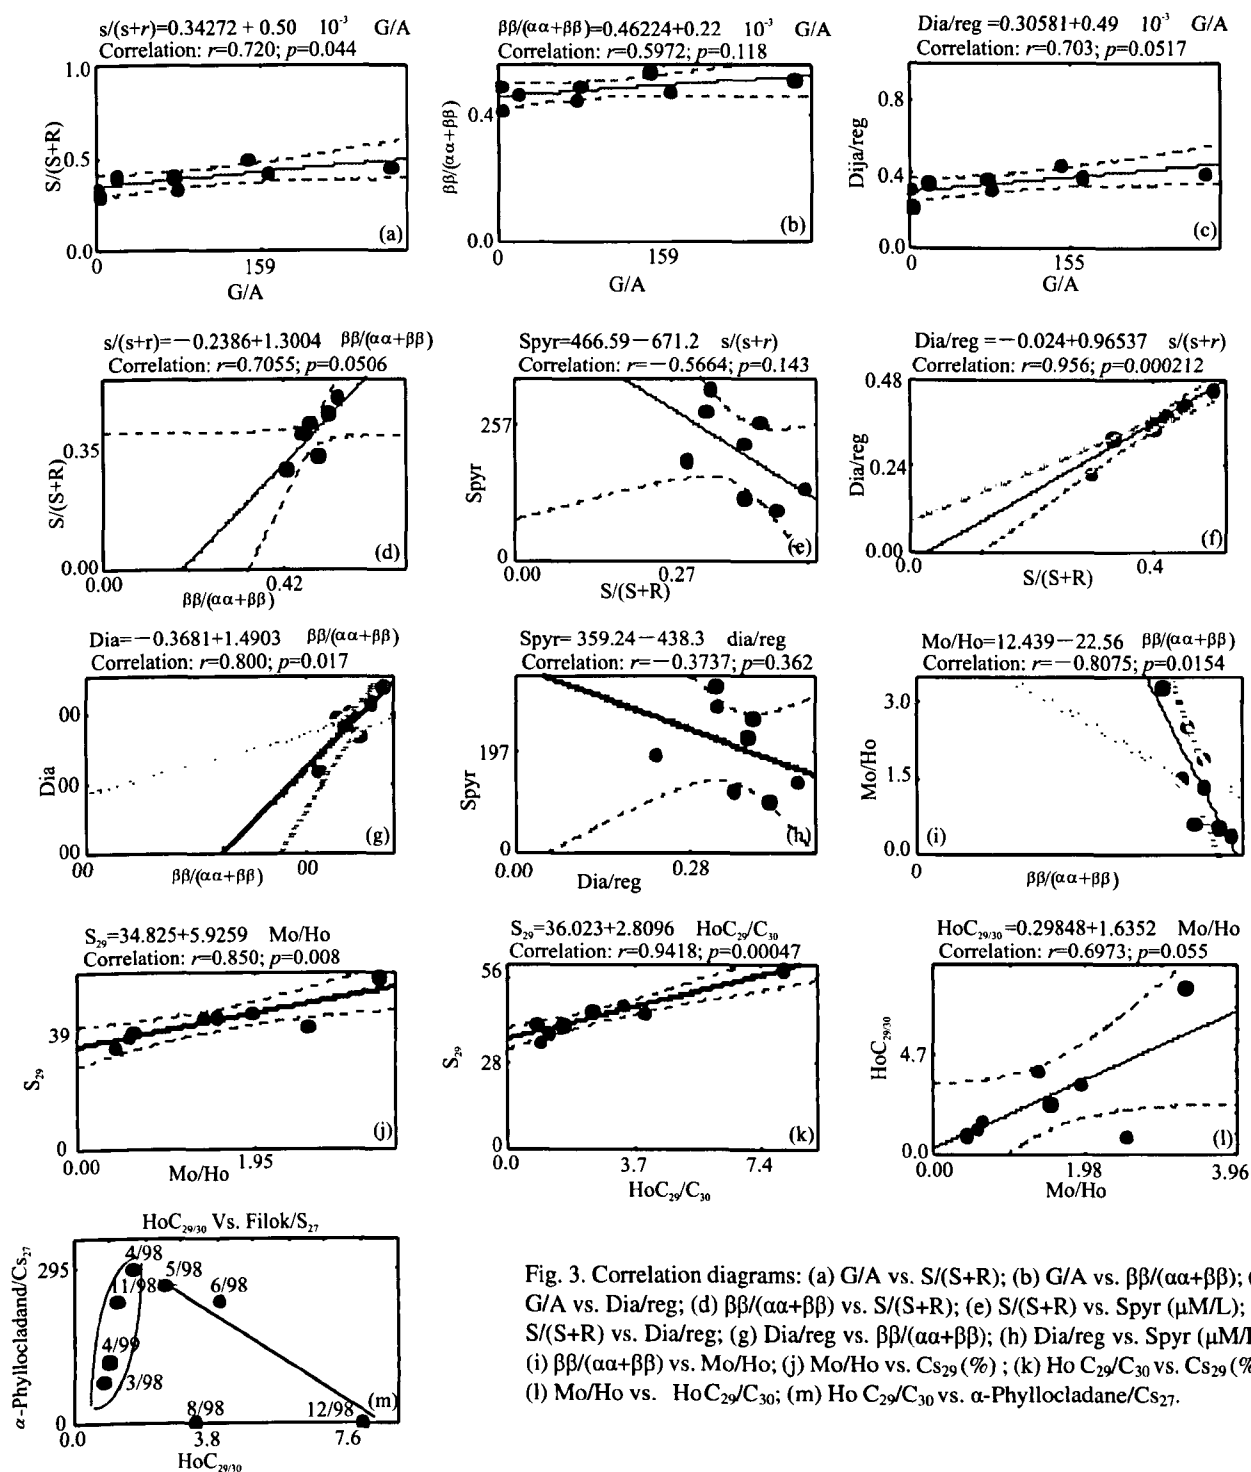 s/(s+r)=0.34272 + 0.50 10⁻³ G/A
Correlation: r=0.720; p=0.044
1.0
0.5
0.0
S/(S+R)
(a)
0
159
G/A
ββ/(αα+ββ)=0.46224+0.22 10⁻³ G/A
Correlation: r=0.5972; p=0.118
0.4
0.0
ββ/(αα+ββ)
(b)
0
159
G/A
Dia/reg =0.30581+0.49 10⁻³ G/A
Correlation: r=0.703; p=0.0517
0.8
0.4
0.0
Dija/reg
(c)
0
155
G/A
s/(s+r)=−0.2386+1.3004 ββ/(αα+ββ)
Correlation: r=0.7055; p=0.0506
0.35
0.00
S/(S+R)
(d)
0.00
0.42
ββ/(αα+ββ)
Spyr=466.59−671.2 s/(s+r)
Correlation: r=−0.5664; p=0.143
257
0
Spyr
(e)
0.00
0.27
S/(S+R)
Dia/reg =−0.024+0.96537 s/(s+r)
Correlation: r=0.956; p=0.000212
0.48
0.24
0.00
Dia/reg
(f)
0.0
0.4
S/(S+R)
Dia=−0.3681+1.4903 ββ/(αα+ββ)
Correlation: r=0.800; p=0.017
00
00
00
Dia
(g)
00
00
ββ/(αα+ββ)
Spyr= 359.24−438.3 dia/reg
Correlation: r=−0.3737; p=0.362
197
0
Spyr
(h)
0.00
0.28
Dia/reg
Mo/Ho=12.439−22.56 ββ/(αα+ββ)
Correlation: r=−0.8075; p=0.0154
3.0
1.5
0.0
Mo/Ho
(i)
0
ββ/(αα+ββ)
S₂₉=34.825+5.9259 Mo/Ho
Correlation: r=0.850; p=0.008
39
0
S₂₉
(j)
0.00
1.95
Mo/Ho
S₂₉=36.023+2.8096 HoC₂₉/C₃₀
Correlation: r=0.9418; p=0.00047
56
28
0
S₂₉
(k)
0.0
3.7
7.4
HoC₂₉/C₃₀
HoC₂₉/₃₀=0.29848+1.6352 Mo/Ho
Correlation: r=0.6973; p=0.055
4.7
0.0
HoC₂₉/₃₀
(l)
0.00
1.98
3.96
Mo/Ho
HoC₂₉/₃₀ Vs. Filok/S₂₇
295
0
α-Phyllocladand/Cs₂₇
4/98
5/98
11/98
6/98
4/99
3/98
8/98
12/98
(m)
0.0
3.8
7.6
HoC₂₉/₃₀
Fig. 3. Correlation diagrams: (a) G/A vs. S/(S+R); (b) G/A vs. ββ/(αα+ββ); (
G/A vs. Dia/reg; (d) ββ/(αα+ββ) vs. S/(S+R); (e) S/(S+R) vs. Spyr (μM/L);
S/(S+R) vs. Dia/reg; (g) Dia/reg vs. ββ/(αα+ββ); (h) Dia/reg vs. Spyr (μM/
(i) ββ/(αα+ββ) vs. Mo/Ho; (j) Mo/Ho vs. Cs₂₉ (%) ; (k) Ho C₂₉/C₃₀ vs. Cs₂₉ (%
(l) Mo/Ho vs. HoC₂₉/C₃₀; (m) Ho C₂₉/C₃₀ vs. α-Phyllocladane/Cs₂₇.